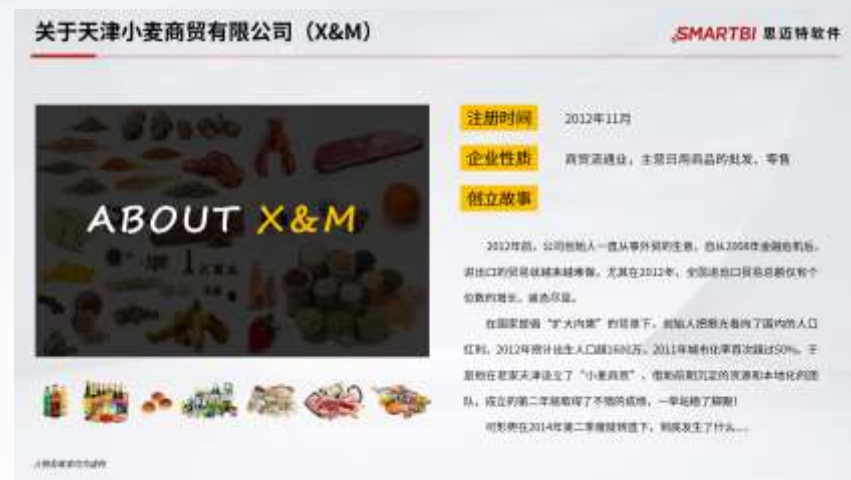 关于天津小麦商贸有限公司（X&M）
SMARTBI 思迈特软件
ABOUT X&M
注册时间 2012年11月
企业性质 商贸流通业，主营日用商品的批发、零售
创立故事
2012年前，公司创始人一直从事外贸的生意，自从2008年金融危机后，
进出口的贸易就越来越难做，尤其在2012年，全国进出口贸易总额仅有个
位数的增长，疲态尽显。
在国家提倡“扩大内需”的背景下，创始人把眼光看向了国内的人口
红利，2012年预计出生人口超1600万，2011年城市化率首次超过50%。于
是他在老家天津设立了“小麦商贸”，借助前期沉淀的资源和本地化的团
队，成立的第二年就取得了不错的成绩，一举站稳了脚跟！
可形势在2014年第二季度陡转直下，到底发生了什么……